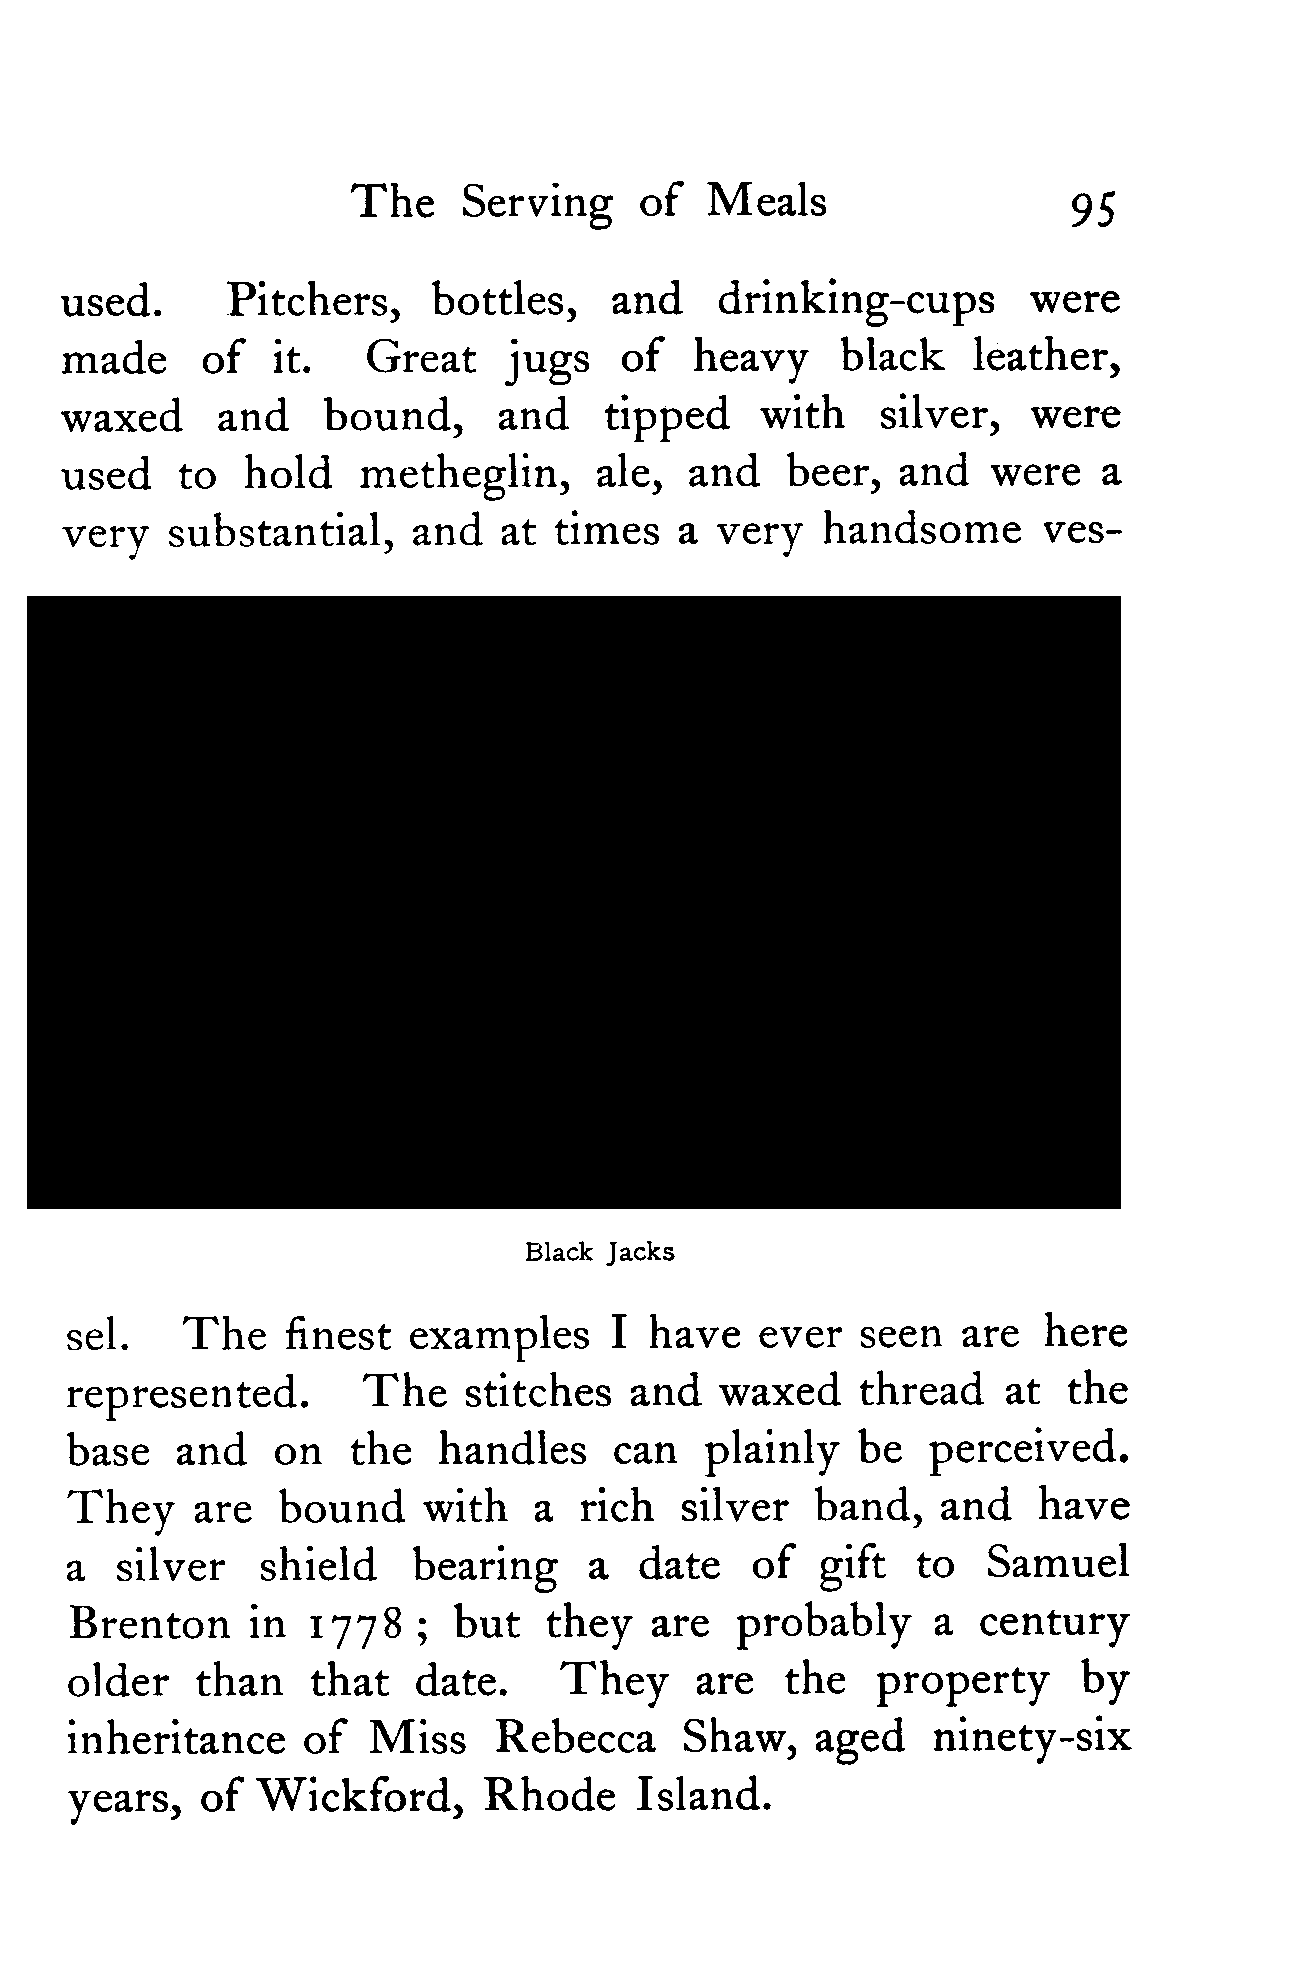 The Serving of Meals 95
used. Pitchers, bottles, and drinking-cups were
made of it. Great jugs of heavy black leather,
waxed and bound, and tipped with silver, were
used to hold metheglin, ale, and beer, and were a
very substantial, and at times a very handsome ves-
Black Jacks
sel. The finest examples I have ever seen are here
represented. The stitches and waxed thread at the
base and on the handles can plainly be perceived.
They are bound with a rich silver band, and have
a silver shield bearing a date of gift to Samuel
Brenton in 1778 ; but they are probably a century
older than that date. They are the property by
inheritance of Miss Rebecca Shaw, aged ninety-six
years, of Wickford, Rhode Island.